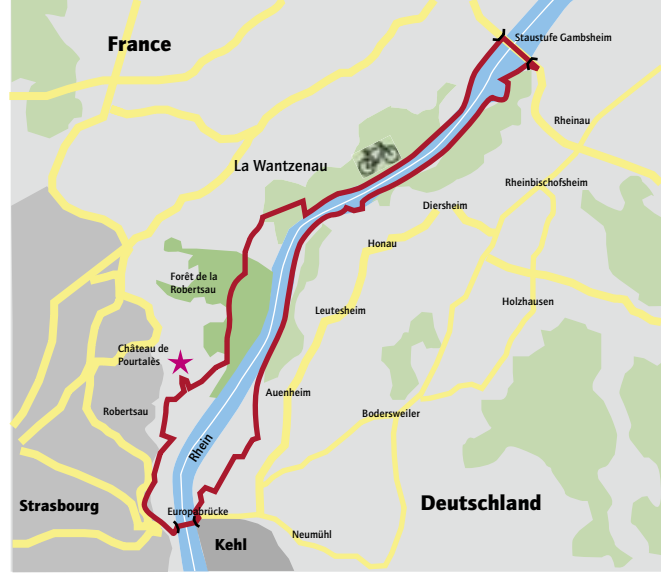 Staustufe Gambsheim
France
Rheinau
La Wantzenau
Rheinbischofsheim
Diersheim
Honau
Forêt de la
Robertsau
Holzhausen
Leutesheim
Château de
Pourtalès
Auenheim
Robertsau
Bodersweiler
Rhein
Strasbourg
Europabrücke
Deutschland
Kehl
Neumühl